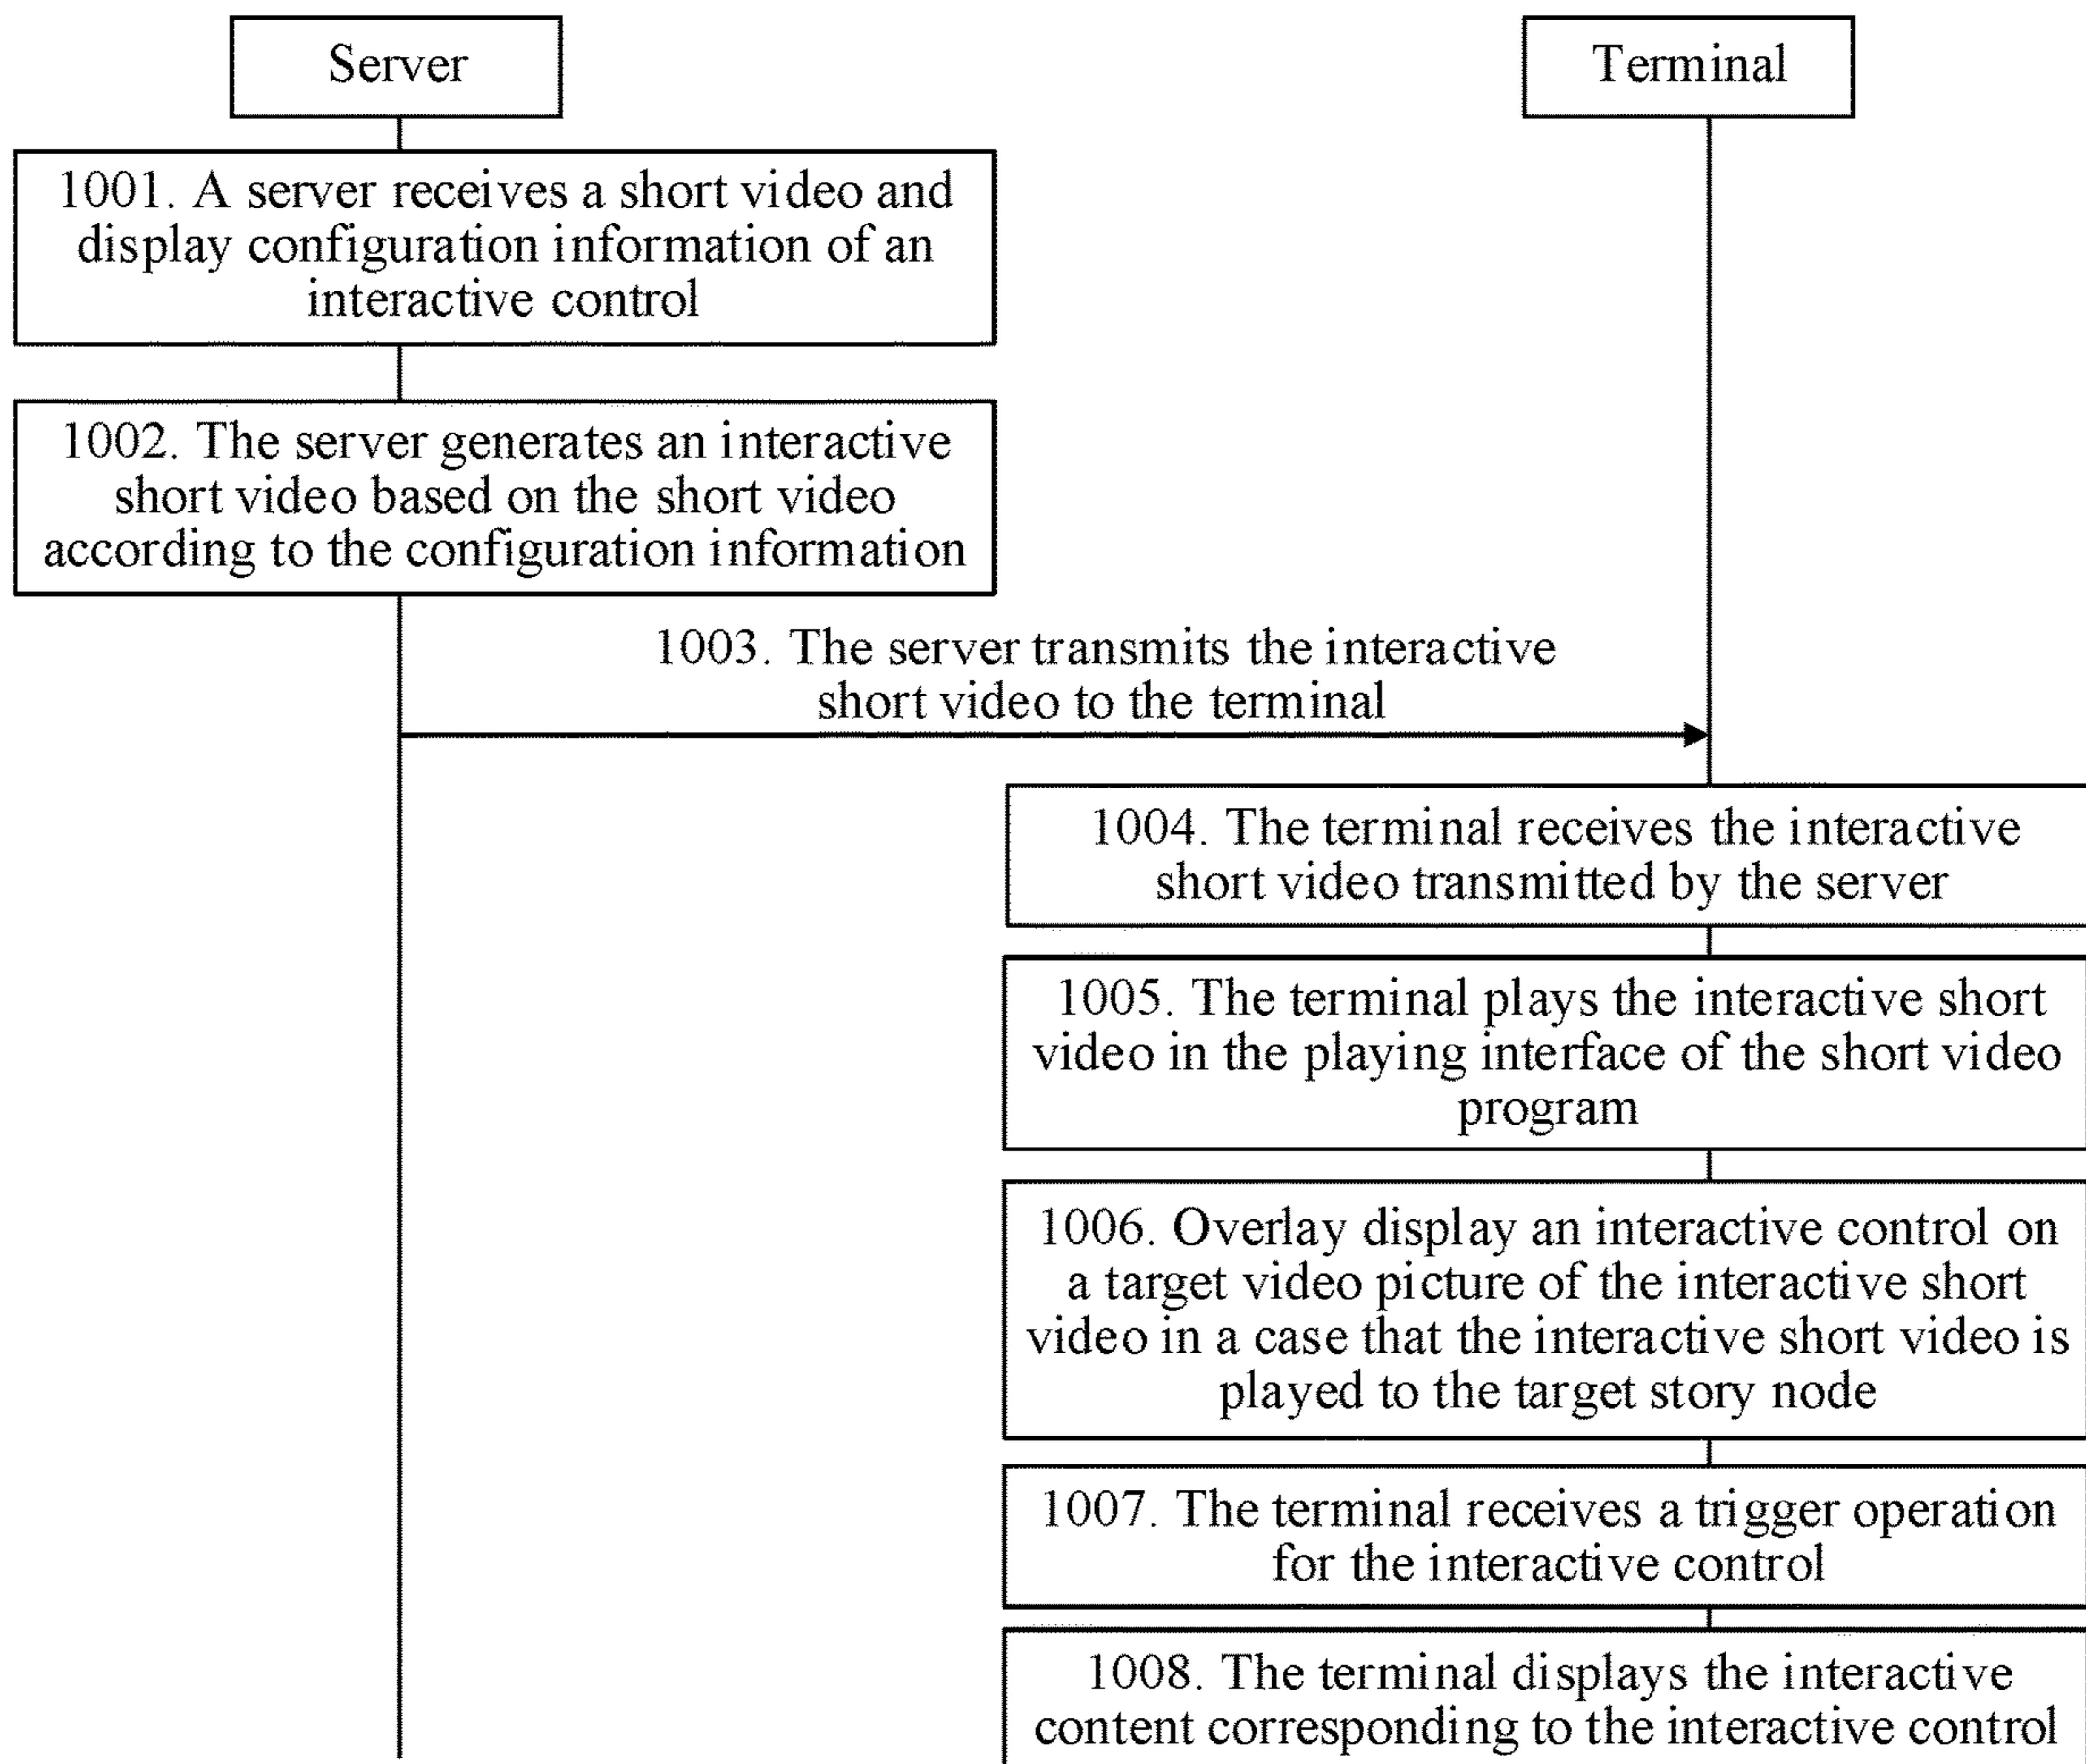 Server
Terminal
1001. A server receives a short video and
display configuration information of an
interactive control
1002. The server generates an interactive
short video based on the short video
according to the configuration information
1003. The server transmits the interactive
short video to the terminal
1004. The terminal receives the interactive
short video transmitted by the server
1005. The terminal plays the interactive short
video in the playing interface of the short video
program
1006. Overlay display an interactive control on
a target video picture of the interactive short
video in a case that the interactive short video is
played to the target story node
1007. The terminal receives a trigger operation
for the interactive control
1008. The terminal displays the interactive
content corresponding to the interactive control